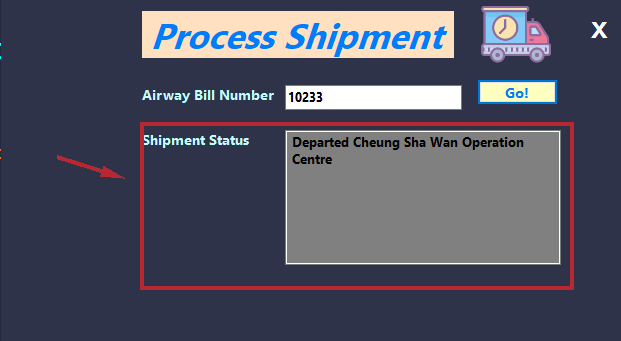 Process Shipment
X
Airway Bill Number 10233 Go!
Shipment Status Departed Cheung Sha Wan Operation
Centre